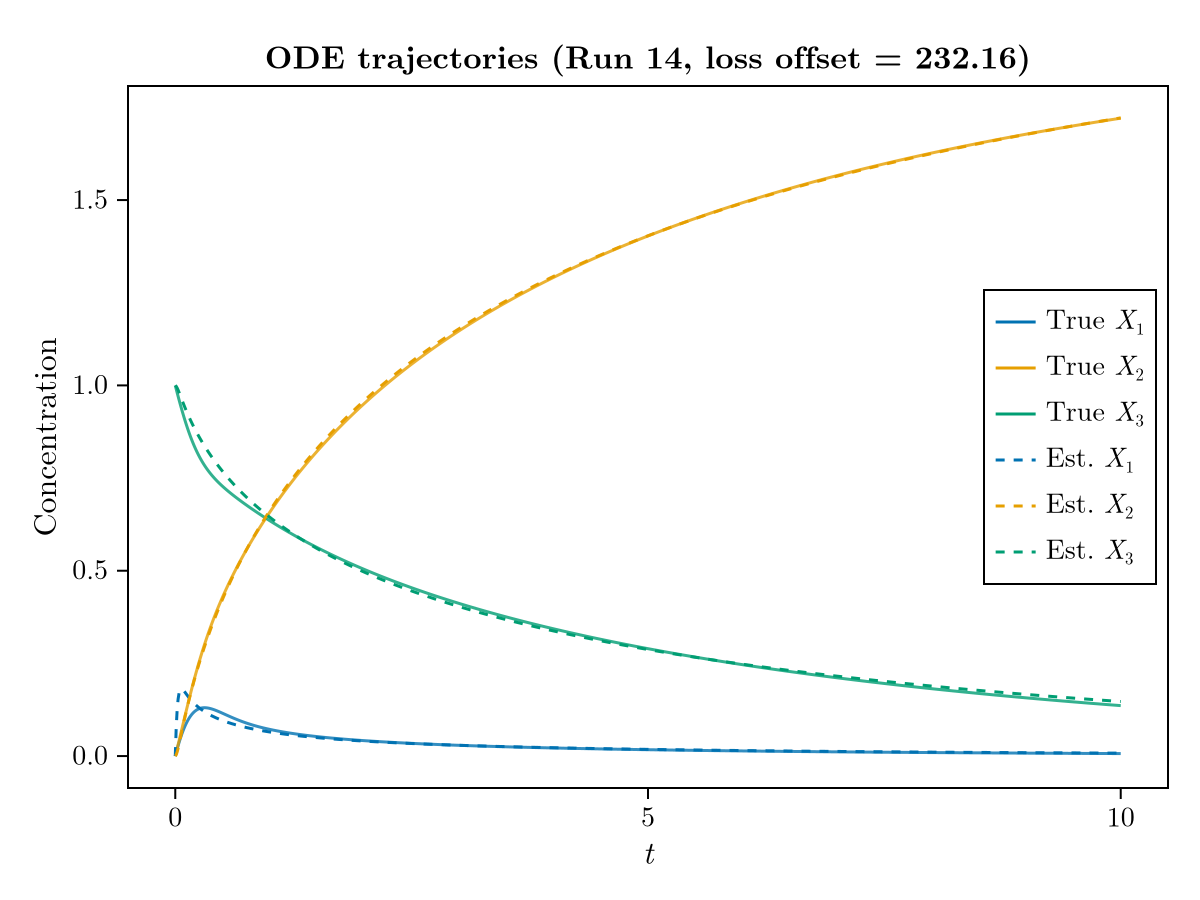 ODE trajectories (Run 14, loss offset = 232.16)
Concentration
1.5
1.0
0.5
0.0
0
5
10
t
True X₁
True X₂
True X₃
Est. X₁
Est. X₂
Est. X₃